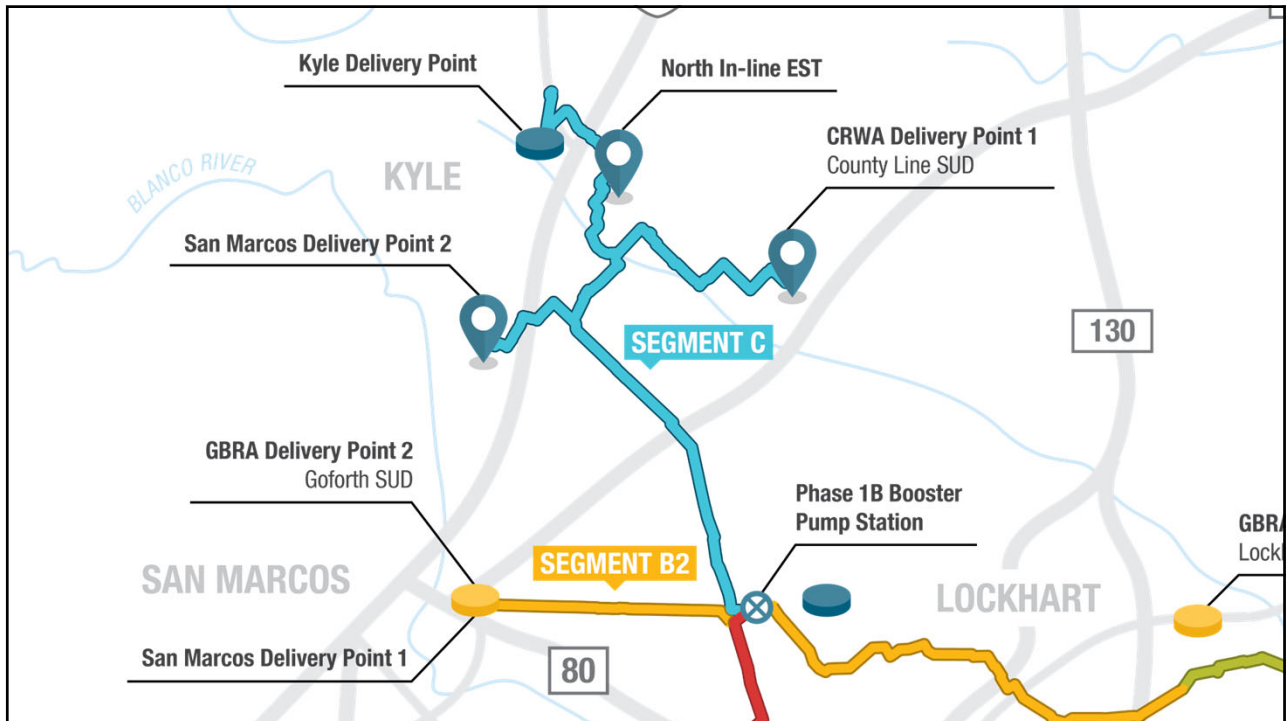 Kyle Delivery Point
North In-line EST
CRWA Delivery Point 1
County Line SUD
KYLE
BLANCO RIVER
San Marcos Delivery Point 2
130
SEGMENT C
GBRA Delivery Point 2
Goforth SUD
Phase 1B Booster
Pump Station
GBRA
SEGMENT B2
SAN MARCOS
LOCKHART
San Marcos Delivery Point 1
80